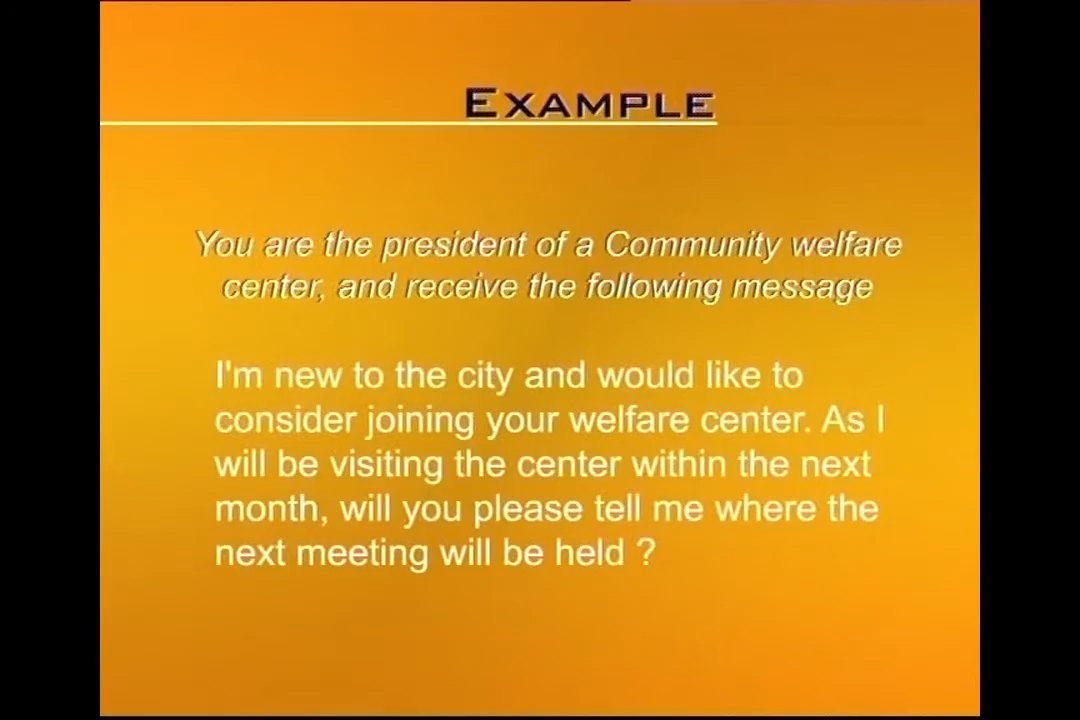 EXAMPLE
You are the president of a Community welfare
center, and receive the following message
I'm new to the city and would like to
consider joining your welfare center. As I
will be visiting the center within the next
month, will you please tell me where the
next meeting will be held ?